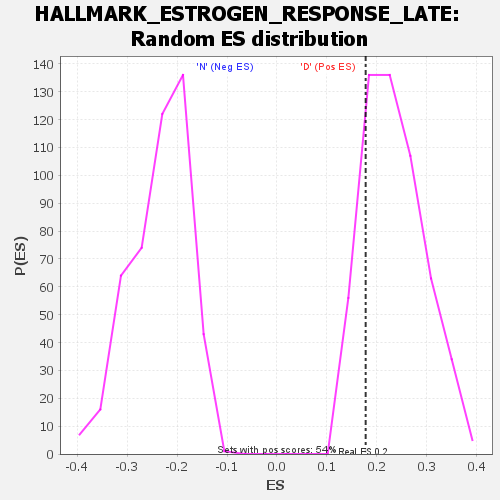 HALLMARK_ESTROGEN_RESPONSE_LATE:
Random ES distribution
'N' (Neg ES) 'D' (Pos ES)
140
130
120
110
100
90
80
70
60
50
40
30
20
10
0
P(ES)
Sets with pos scores: 54% Real ES 0.2
-0.4 -0.3 -0.2 -0.1 0.0 0.1 0.2 0.3 0.4
ES